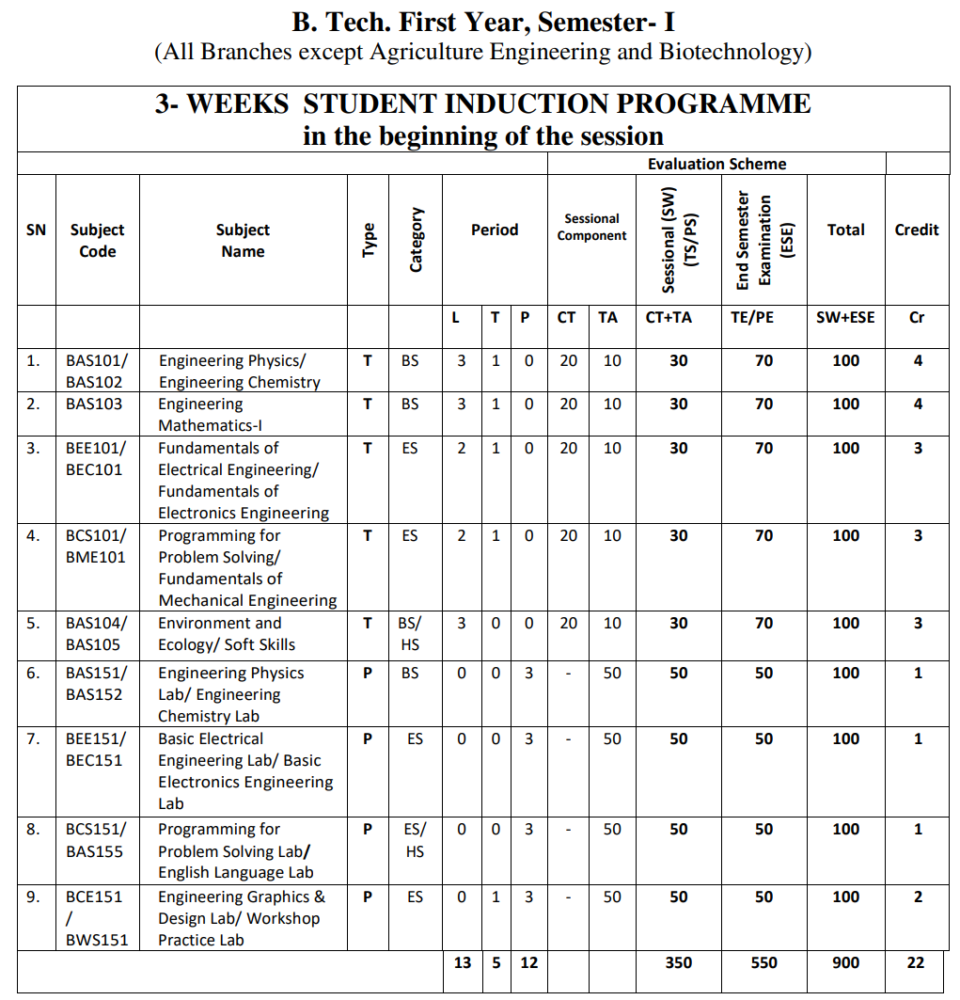 B. Tech. First Year, Semester- I
(All Branches except Agriculture Engineering and Biotechnology)
3- WEEKS STUDENT INDUCTION PROGRAMME
in the beginning of the session
Evaluation Scheme
SN Subject Code Subject Name Type Category Period Sessional Component Sessional (SW) (TS/PS) End Semester Examination (ESE) Total Credit
L T P CT TA CT+TA TE/PE SW+ESE Cr
1. BAS101/ Engineering Physics/ T BS 3 1 0 20 10 30 70 100 4
BAS102 Engineering Chemistry
2. BAS103 Engineering T BS 3 1 0 20 10 30 70 100 4
Mathematics-I
3. BEE101/ Fundamentals of T ES 2 1 0 20 10 30 70 100 3
BEC101 Electrical Engineering/
Fundamentals of
Electronics Engineering
4. BCS101/ Programming for T ES 2 1 0 20 10 30 70 100 3
BME101 Problem Solving/
Fundamentals of
Mechanical Engineering
5. BAS104/ Environment and T BS/ 3 0 0 20 10 30 70 100 3
BAS105 Ecology/ Soft Skills HS
6. BAS151/ Engineering Physics P BS 0 0 3 - 50 50 50 100 1
BAS152 Lab/ Engineering
Chemistry Lab
7. BEE151/ Basic Electrical P ES 0 0 3 - 50 50 50 100 1
BEC151 Engineering Lab/ Basic
Electronics Engineering
Lab
8. BCS151/ Programming for P ES/ 0 0 3 - 50 50 50 100 1
BAS155 Problem Solving Lab/ HS
English Language Lab
9. BCE151 Engineering Graphics & P ES 0 1 3 - 50 50 50 100 2
/ Design Lab/ Workshop
BWS151 Practice Lab
13 5 12 350 550 900 22